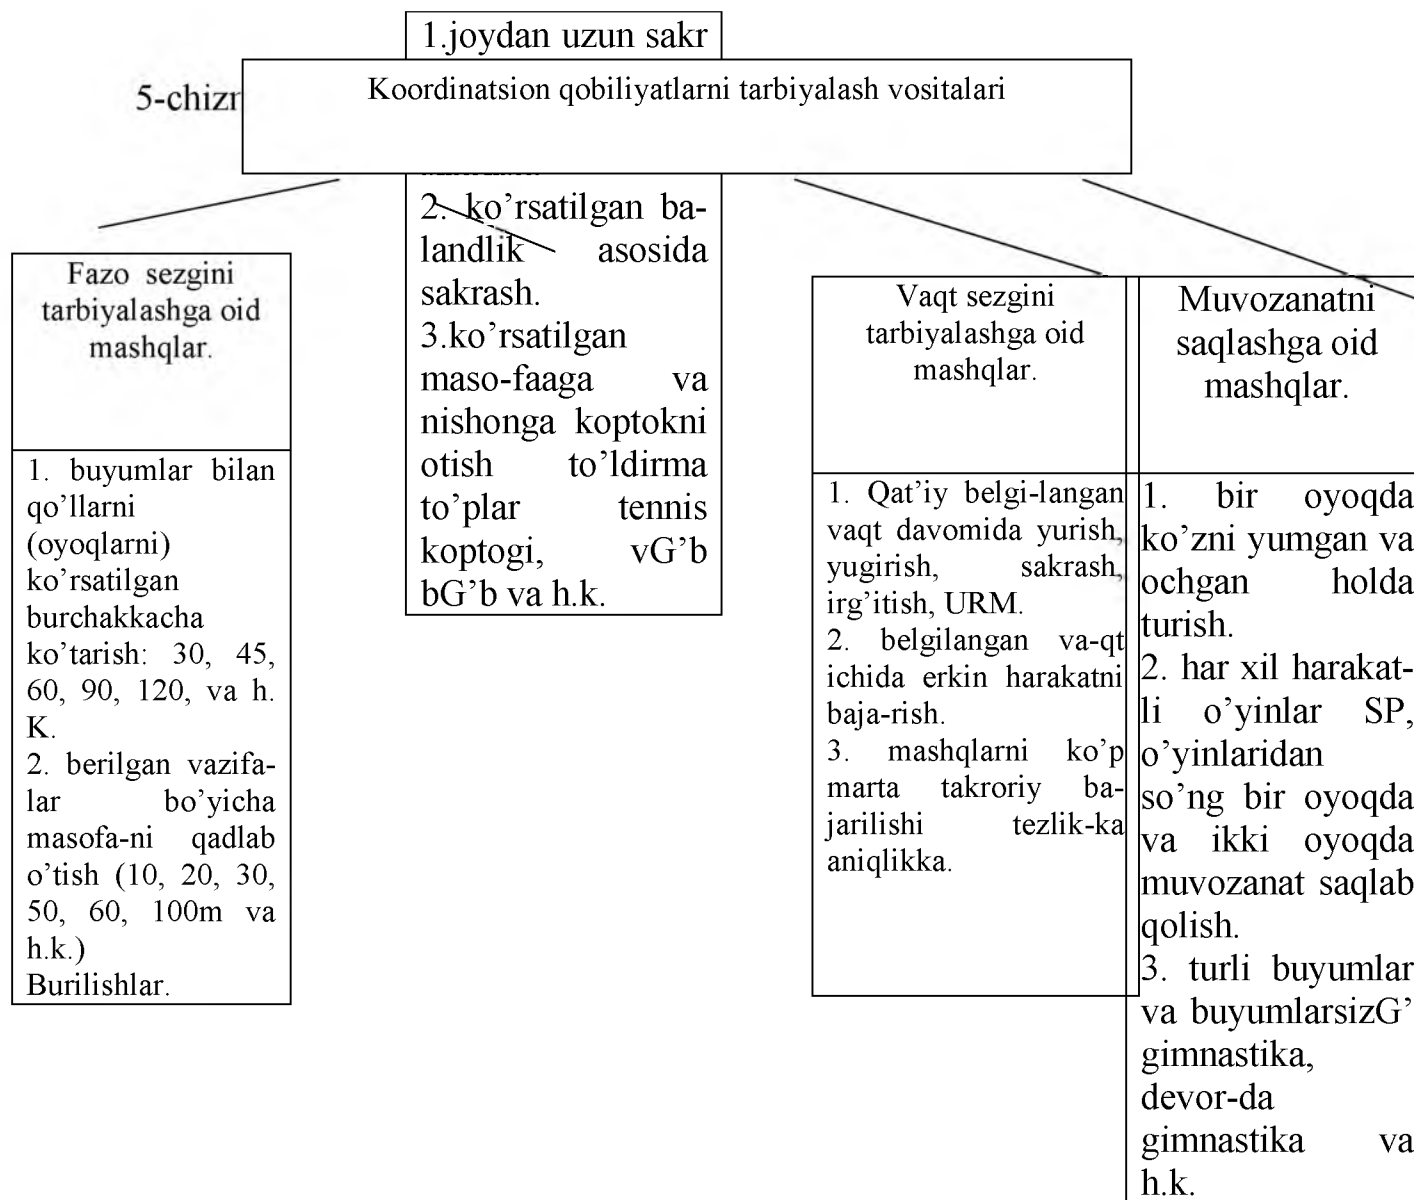 1.joydan uzun sakr
5-chizr
Koordinatsion qobiliyatlarni tarbiyalash vositalari
Fazo sezgini
tarbiyalashga oid
mashqlar.
1. buyumlar bilan
qo’llarni
(oyoqlarni)
ko’rsatilgan
burchakkacha
ko’tarish: 30, 45,
60, 90, 120, va h.
K.
2. berilgan vazifa-
lar bo’yicha
masofa-ni qadlab
o’tish (10, 20, 30,
50, 60, 100m va
h.k.)
Burilishlar.
2. ko’rsatilgan ba-
landlik asosida
sakrash.
3.ko’rsatilgan
maso-faaga va
nishonga koptokni
otish to’ldirma
to’plar tennis
koptogi, vG’b
bG’b va h.k.
Vaqt sezgini
tarbiyalashga oid
mashqlar.
1. Qat’iy belgi-langan
vaqt davomida yurish,
yugirish, sakrash,
irg’itish, URM.
2. belgilangan va-qt
ichida erkin harakatni
baja-rish.
3. mashqlarni ko’p
marta takroriy ba-
jarilishi tezlik-ka
aniqlikka.
Muvozanatni
saqlashga oid
mashqlar.
1. bir oyoqda
ko’zni yumgan va
ochgan holda
turish.
2. har xil harakat-
li o’yinlar SP,
o’yinlaridan
so’ng bir oyoqda
va ikki oyoqda
muvozanat saqlab
qolish.
3. turli buyumlar
va buyumlarsizG’
gimnastika,
devor-da
gimnastika va
h.k.